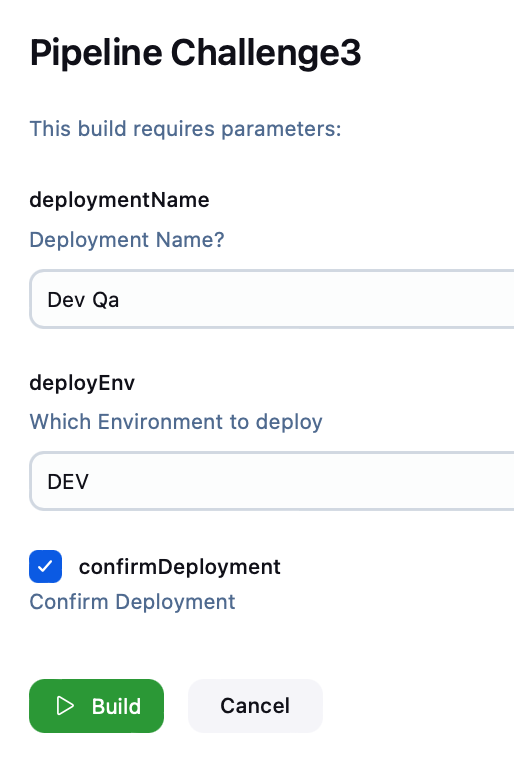 Pipeline Challenge3
This build requires parameters:
deploymentName
Deployment Name?
Dev Qa
deployEnv
Which Environment to deploy
DEV
confirmDeployment
Confirm Deployment
Build
Cancel